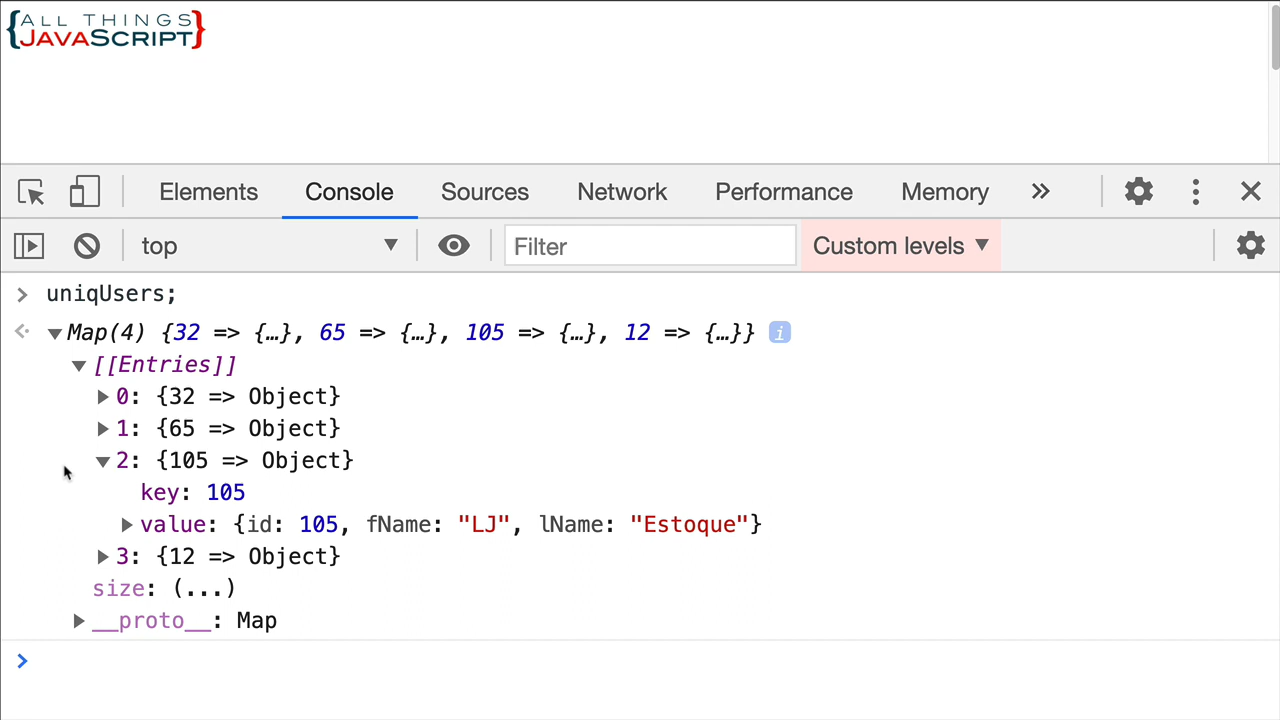 {ALL THINGS
JAVASCRIPT}
Elements Console Sources Network Performance Memory »
top ▼ Filter Custom levels ▼
> uniqUsers;
▼Map(4) {32 => {…}, 65 => {…}, 105 => {…}, 12 => {…}} i
▼[[Entries]]
▶0: {32 => Object}
▶1: {65 => Object}
▼2: {105 => Object}
key: 105
▶value: {id: 105, fName: "LJ", lName: "Estoque"}
▶3: {12 => Object}
size: (...)
▶__proto__: Map
>